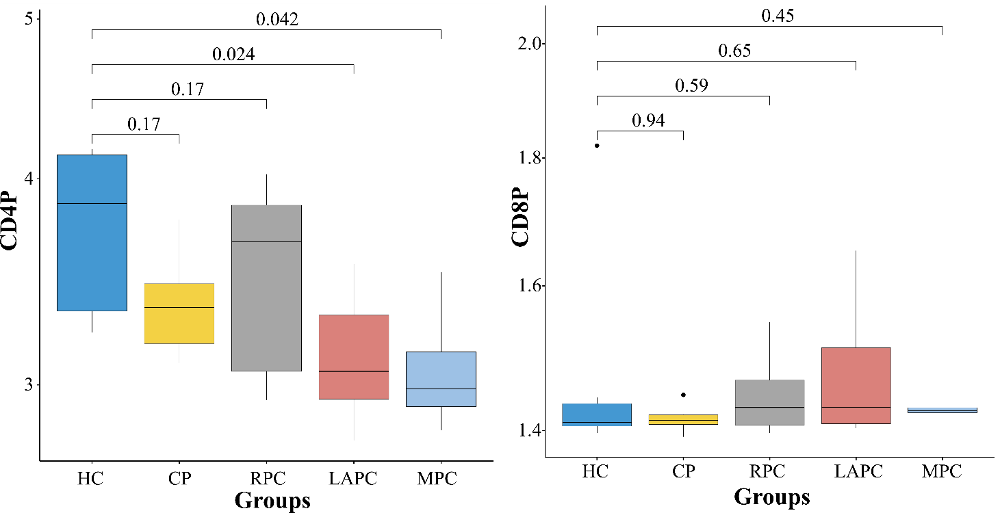 5
4
3
CD4P
0.042
0.024
0.17
0.17
HC CP RPC LAPC MPC
Groups
2.0
1.8
1.6
1.4
CD8P
0.45
0.65
0.59
0.94
HC CP RPC LAPC MPC
Groups